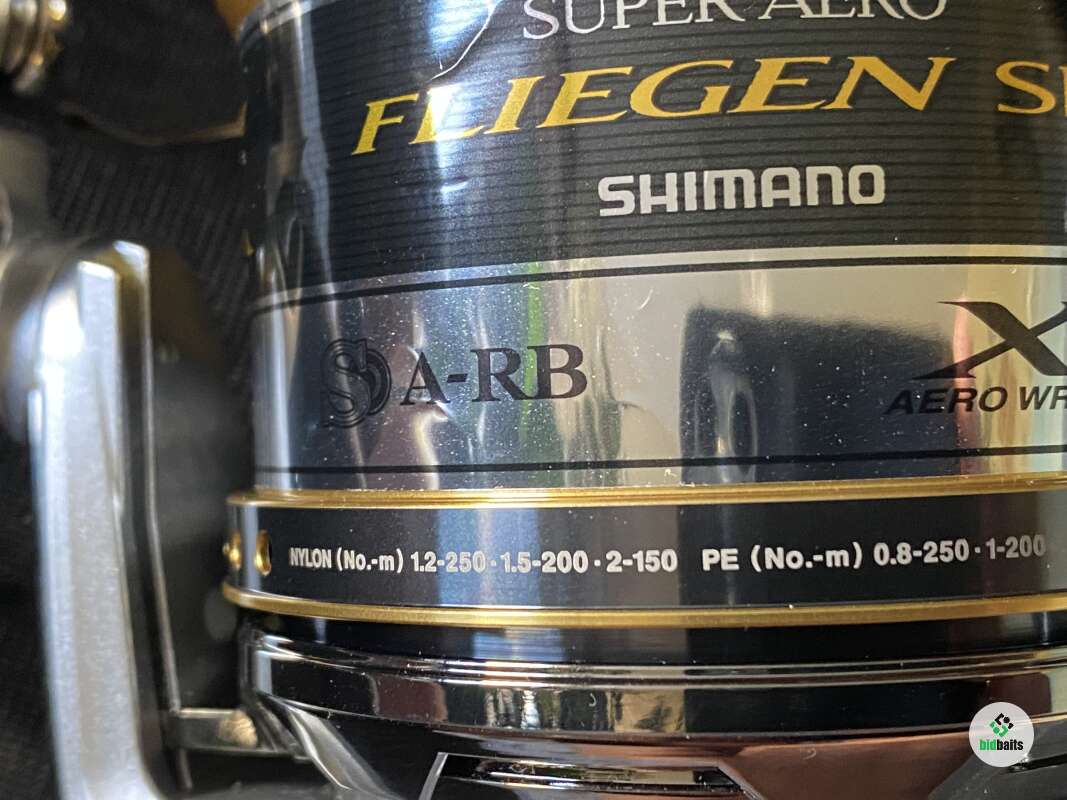 SUPER AERO
FLIEGEN
SHIMANO
A-RB
AERO
NYLON (No.-m) 1.2-250·1.5-200·2-150 PE (No.-m) 0.8-250·1-200
bidbaits